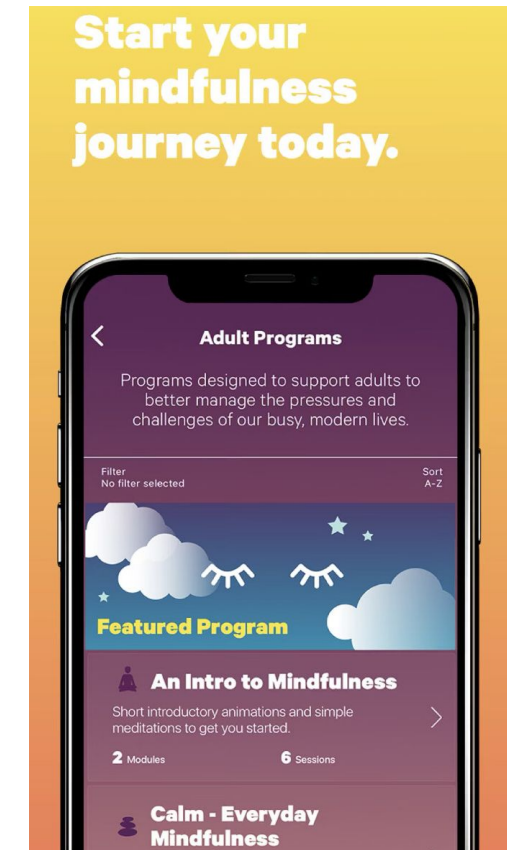 Start your
mindfulness
journey today.
Adult Programs
Programs designed to support adults to
better manage the pressures and
challenges of our busy, modern lives.
Filter
No filter selected
Sort
A-Z
Featured Program
An Intro to Mindfulness
Short introductory animations and simple
meditations to get you started.
2 Modules
6 Sessions
Calm - Everyday
Mindfulness